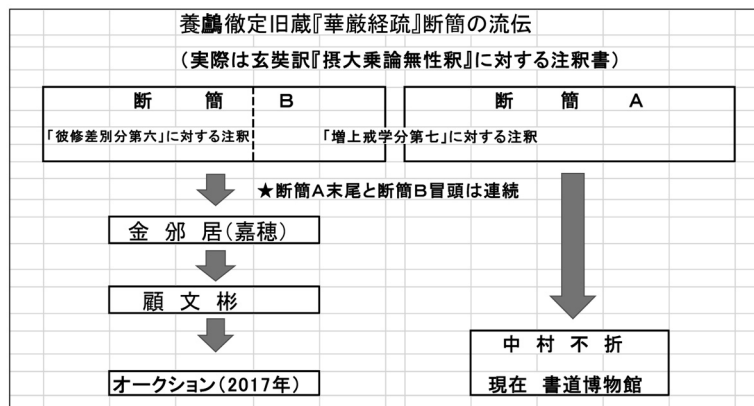 養鸕徹定旧蔵『華厳経疏』断簡の流伝
(実際は玄奘訳『摂大乗論無性釈』に対する注釈書)
断簡B 断簡A
「彼修差別分第六」に対する注釈 「増上戒学分第七」に対する注釈
★断簡A末尾と断簡B冒頭は連続
金邠居(嘉穂)
顧文彬
中村不折
オークション(2017年) 現在 書道博物館